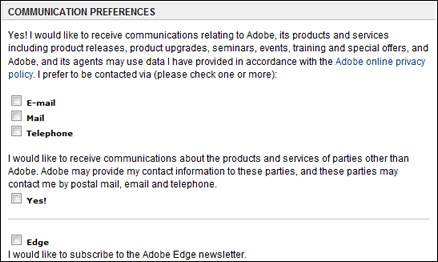 COMMUNICATION PREFERENCES
Yes! I would like to receive communications relating to Adobe, its products and services
including product releases, product upgrades, seminars, events, training and special offers, and
Adobe, and its agents may use data I have provided in accordance with the Adobe online privacy
policy. I prefer to be contacted via (please check one or more):
E-mail
Mail
Telephone
I would like to receive communications about the products and services of parties other than
Adobe. Adobe may provide my contact information to these parties, and these parties may
contact me by postal mail, email and telephone.
Yes!
Edge
I would like to subscribe to the Adobe Edge newsletter.